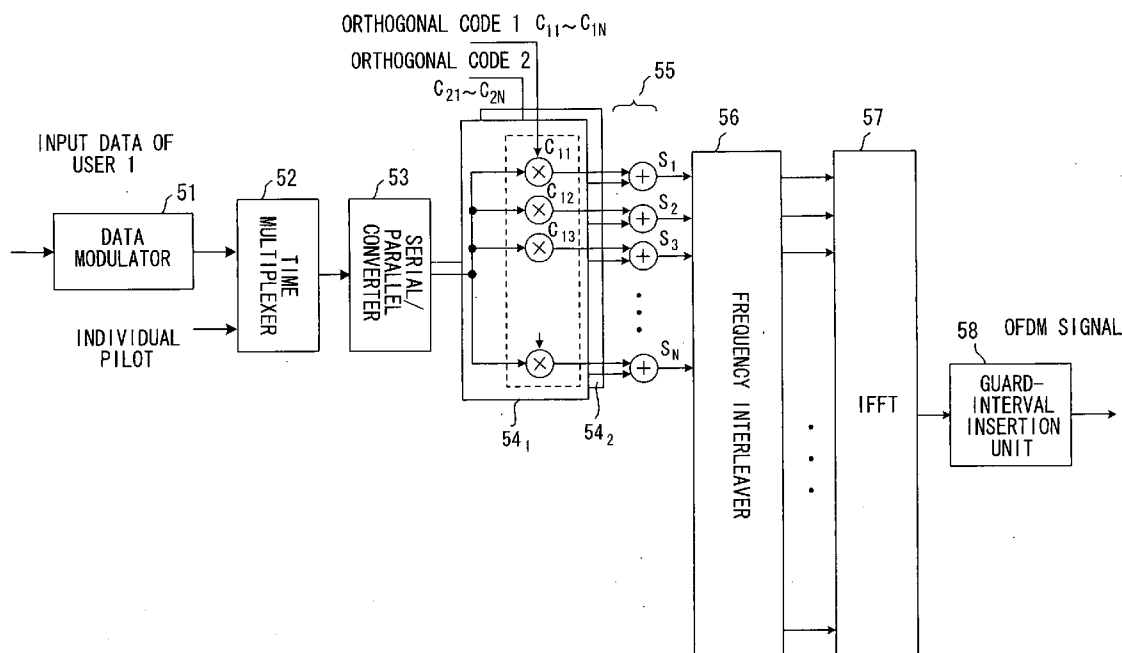 ORTHOGONAL CODE 1 C11~C1N
ORTHOGONAL CODE 2
C21~C2N
55
INPUT DATA OF
USER 1
51
DATA
MODULATOR
INDIVIDUAL
PILOT
52
TIME
MULTIPLEXER
53
SERIAL/
PARALLEL
CONVERTER
C11
C12
C13
541
542
S1
S2
S3
SN
56
FREQUENCY INTERLEAVER
57
IFFT
58
OFDM SIGNAL
GUARD-
INTERVAL
INSERTION
UNIT